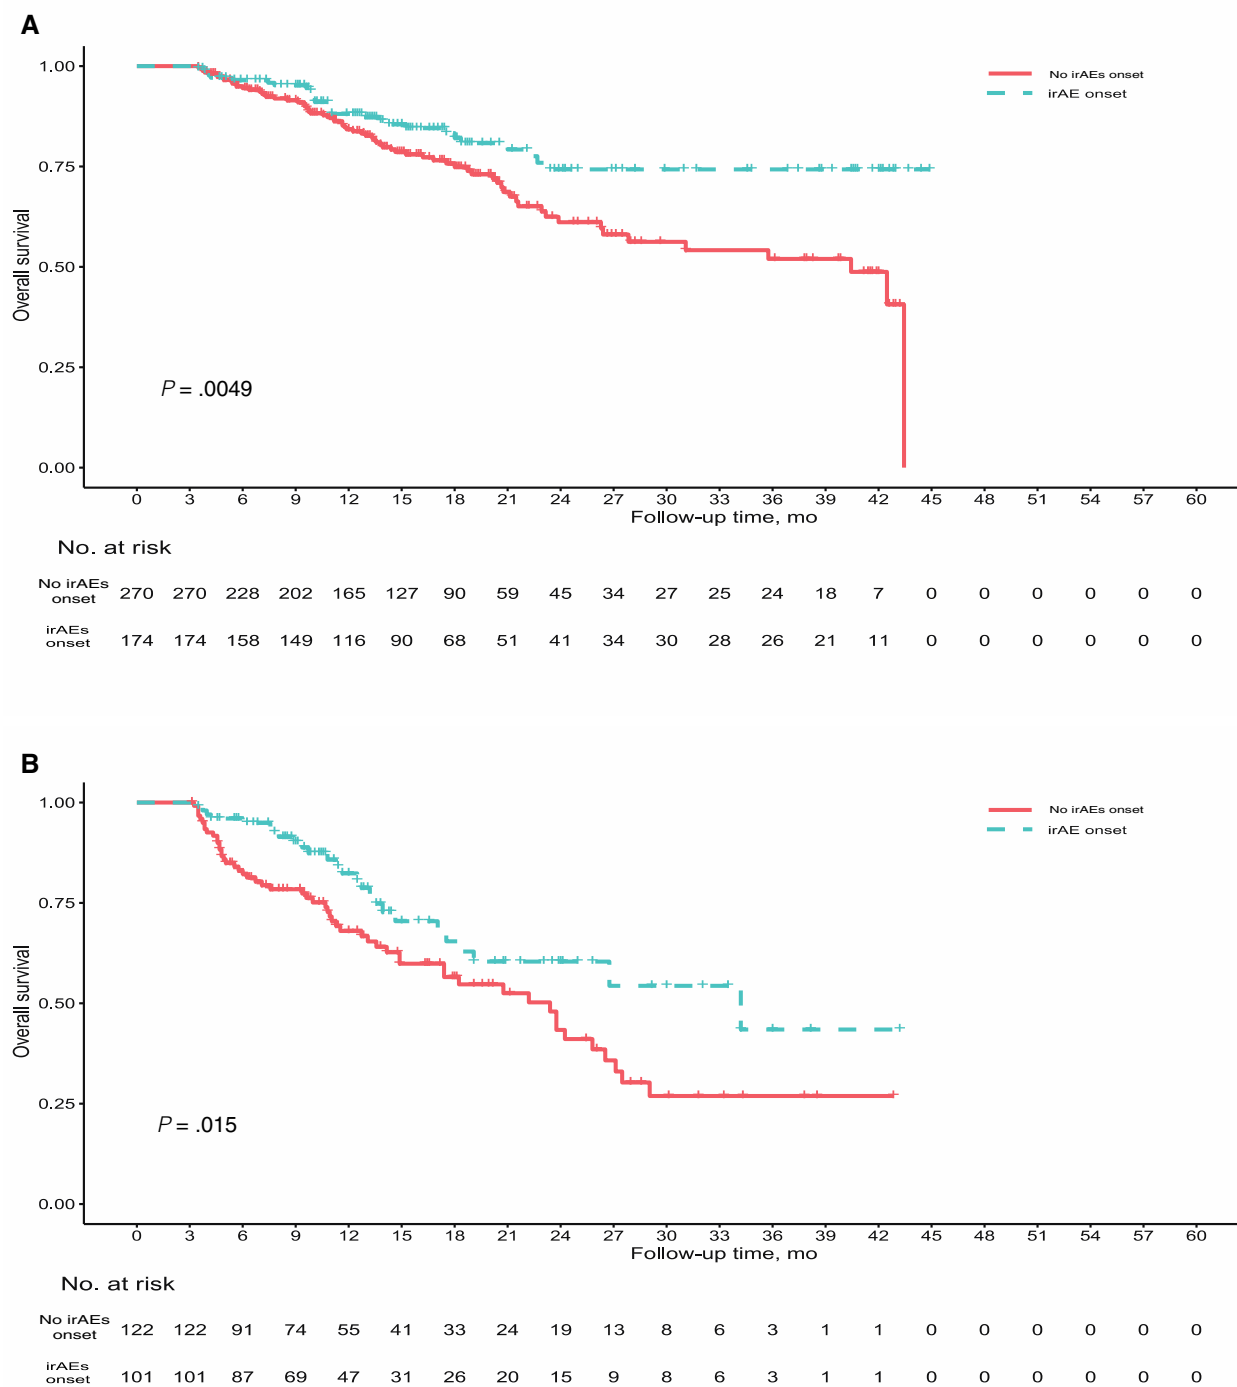 A
1.00
0.75
0.50
0.25
0.00
Overall survival
No irAEs onset
irAE onset
P = .0049
0 3 6 9 12 15 18 21 24 27 30 33 36 39 42 45 48 51 54 57 60
Follow-up time, mo
No. at risk
No irAEs
onset 270 270 228 202 165 127 90 59 45 34 27 25 24 18 7 0 0 0 0 0 0
irAEs
onset 174 174 158 149 116 90 68 51 41 34 30 28 26 21 11 0 0 0 0 0 0
B
1.00
0.75
0.50
0.25
0.00
Overall survival
No irAEs onset
irAE onset
P = .015
0 3 6 9 12 15 18 21 24 27 30 33 36 39 42 45 48 51 54 57 60
Follow-up time, mo
No. at risk
No irAEs
onset 122 122 91 74 55 41 33 24 19 13 8 6 3 1 1 0 0 0 0 0 0
irAEs
onset 101 101 87 69 47 31 26 20 15 9 8 6 3 1 1 0 0 0 0 0 0